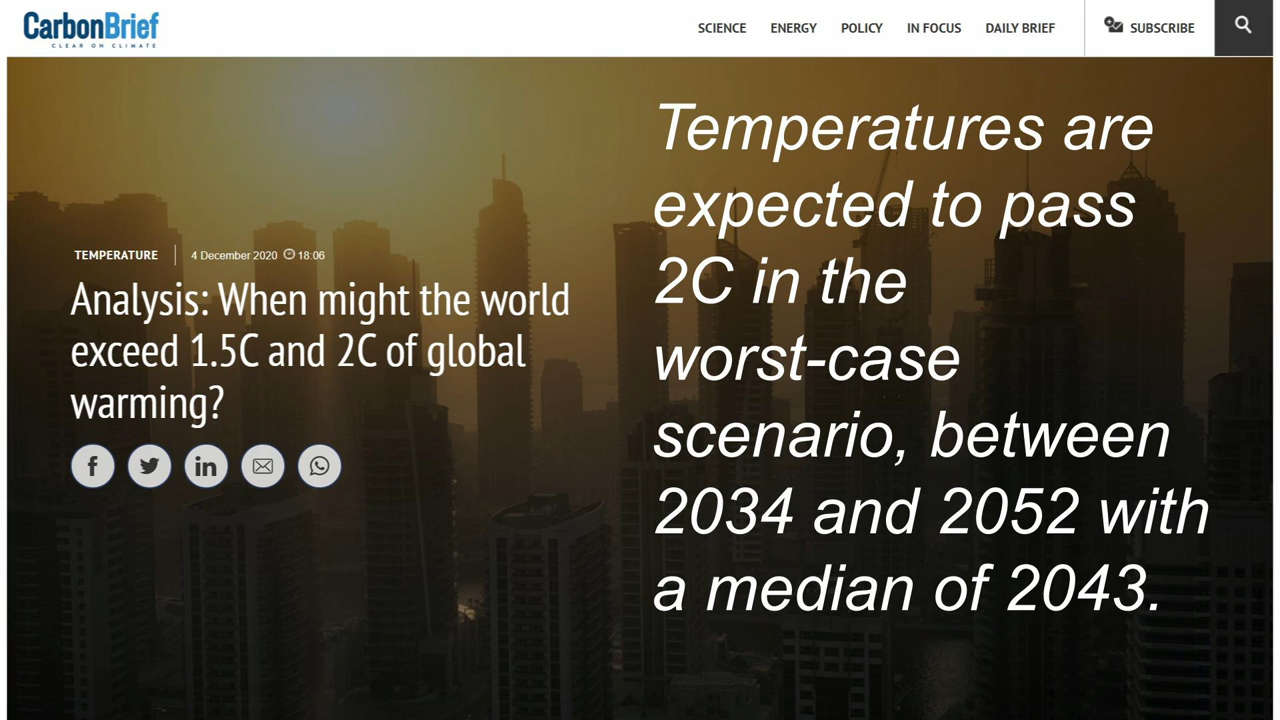 CarbonBrief
CLEAR ON CLIMATE
SCIENCE ENERGY POLICY IN FOCUS DAILY BRIEF SUBSCRIBE
TEMPERATURE 4 December 2020 18:06
Analysis: When might the world
exceed 1.5C and 2C of global
warming?
Temperatures are
expected to pass
2C in the
worst-case
scenario, between
2034 and 2052 with
a median of 2043.